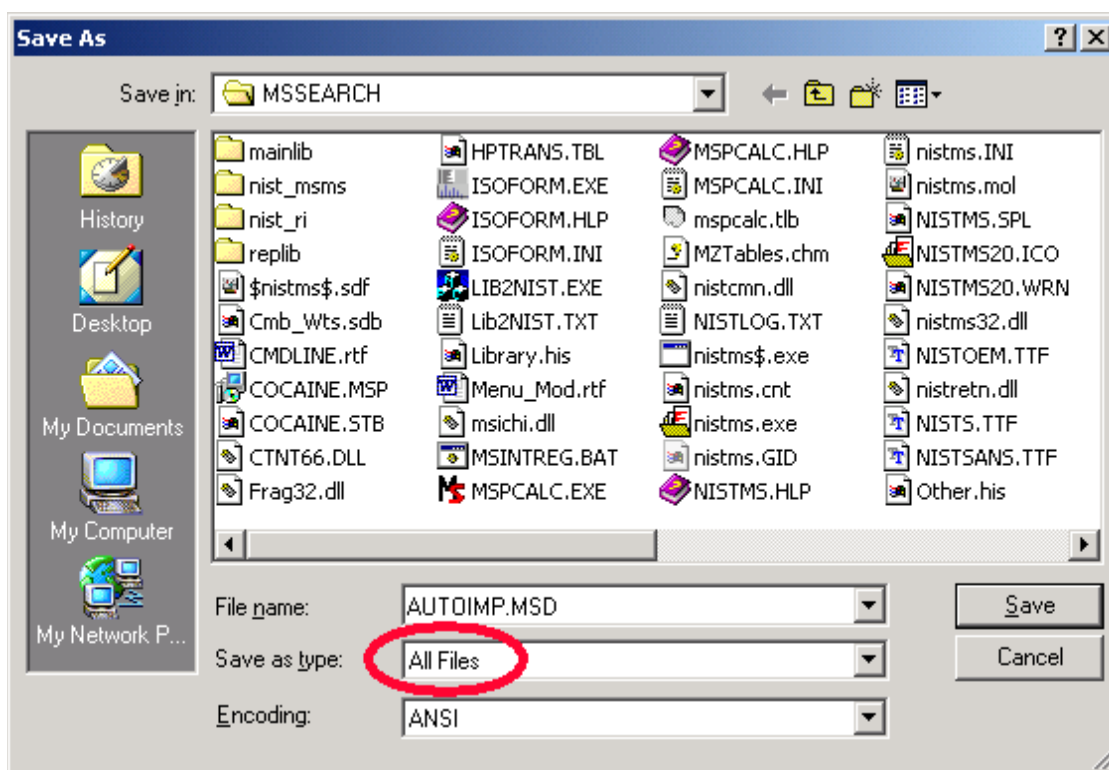 Save As
Save in: MSSEARCH
History
Desktop
My Documents
My Computer
My Network P...
mainlib
nist_msms
nist_ri
replib
$nistms$.sdf
Cmb_Wts.sdb
CMDLINE.rtf
COCAINE.MSP
COCAINE.STB
CTNT66.DLL
Frag32.dll
HPTRANS.TBL
ISOFORM.EXE
ISOFORM.HLP
ISOFORM.INI
LIB2NIST.EXE
Lib2NIST.TXT
Library.his
Menu_Mod.rtf
msichi.dll
MSINTREG.BAT
MSPCALC.EXE
MSPCALC.HLP
MSPCALC.INI
mspcalc.tlb
MZTables.chm
nistcmn.dll
NISTLOG.TXT
nistms$.exe
nistms.cnt
nistms.exe
nistms.GID
NISTMS.HLP
nistms.INI
nistms.mol
NISTMS.SPL
NISTMS20.ICO
NISTMS20.WRN
nistms32.dll
NISTOEM.TTF
nistretn.dll
NISTS.TTF
NISTSANS.TTF
Other.his
File name: AUTOIMP.MSD Save
Save as type: All Files Cancel
Encoding: ANSI